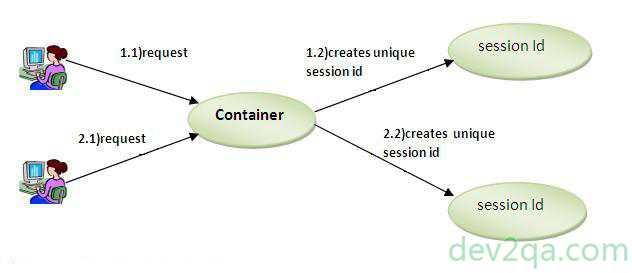 1.1)request
1.2)creates unique
session id
session Id
Container
2.1)request
2.2)creates unique
session id
session Id
dev2qa.com